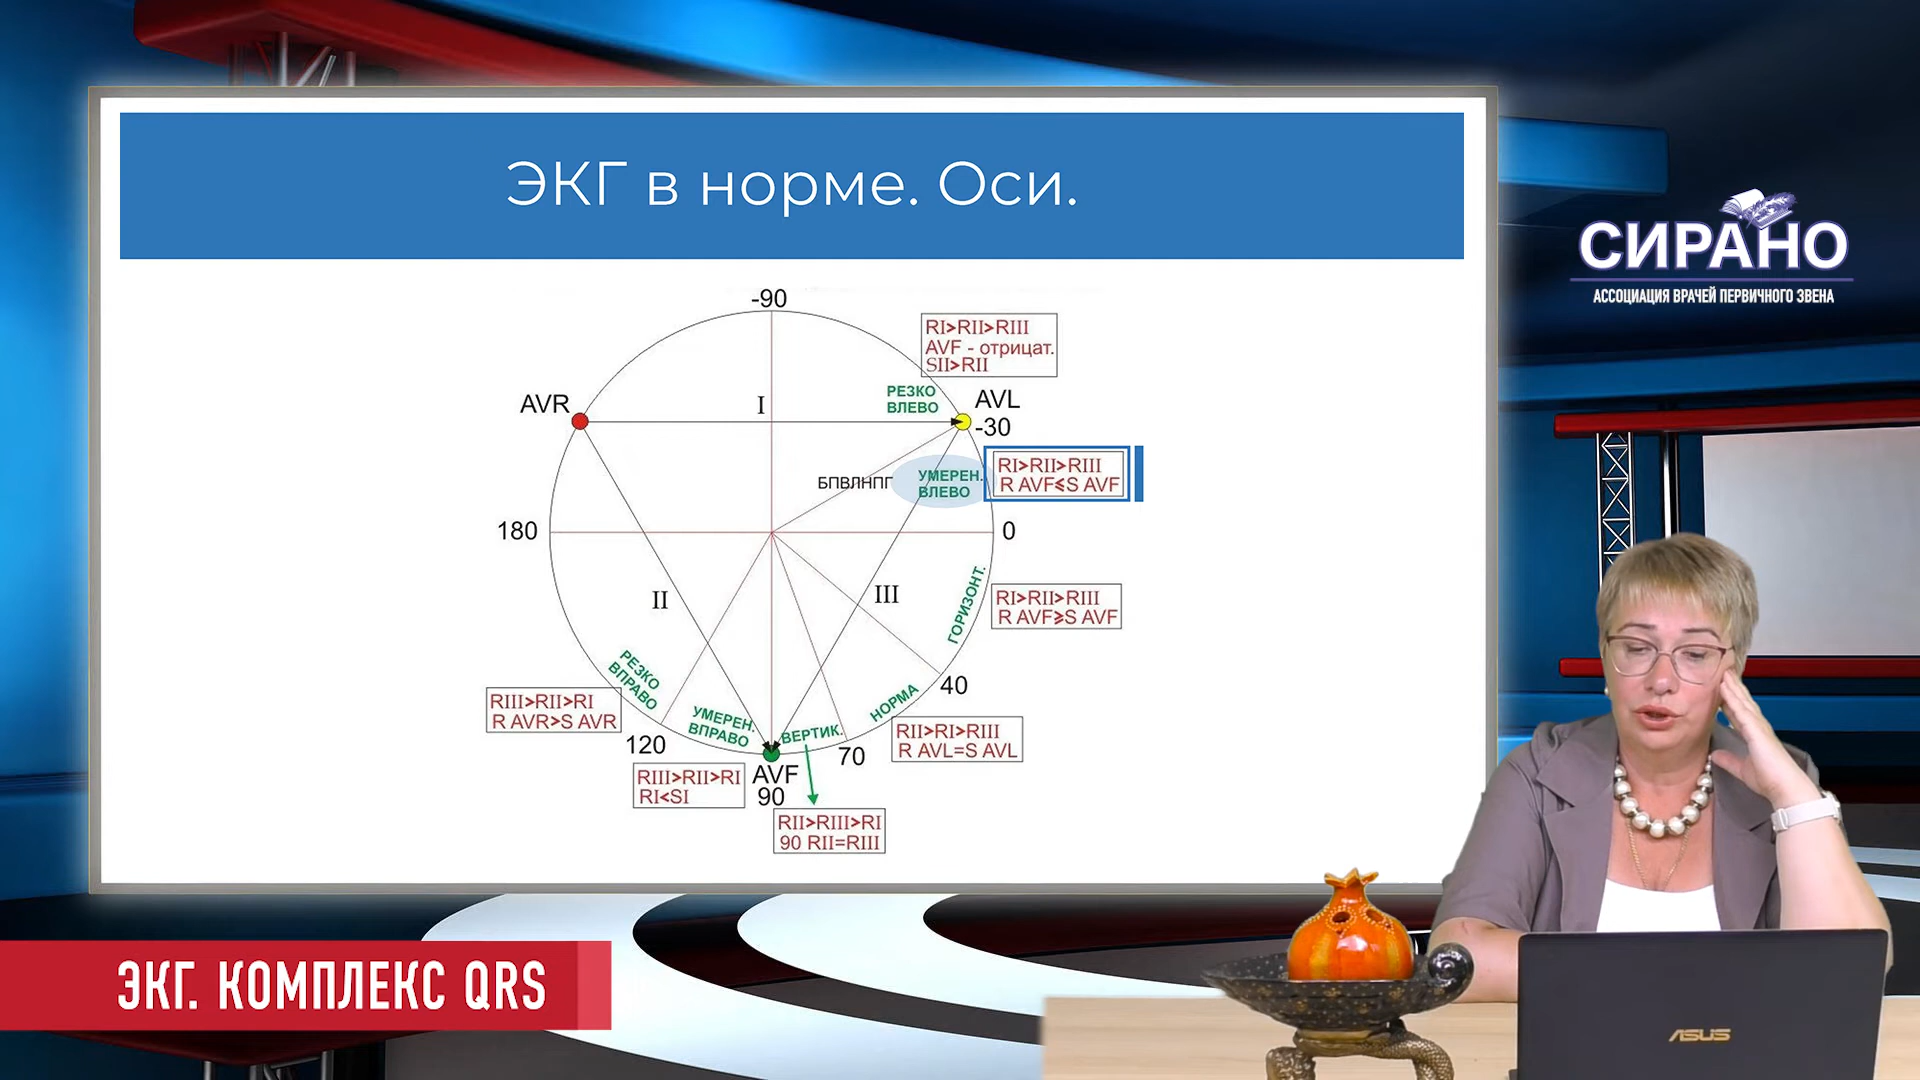 ЭКГ в норме. Оси.
СИРАНО
АССОЦИАЦИЯ ВРАЧЕЙ ПЕРВИЧНОГО ЗВЕНА
-90
RI>RII>RIII
AVF - отрицат.
SII>RII
РЕЗКО
ВЛЕВО
AVR
I
AVL
-30
БПВЛНПГ
УМЕРЕН.
ВЛЕВО
RI>RII>RIII
R AVF⩽S AVF
180
0
II
III
ГОРИЗОНТ.
RI>RII>RIII
R AVF⩾S AVF
РЕЗКО
ВПРАВО
RIII>RII>RI
R AVR>S AVR
120
УМЕРЕН.
ВПРАВО
RIII>RII>RI
RI<SI
AVF
90
ВЕРТИК.
RII>RIII>RI
90 RII=RIII
70
НОРМА
40
RII>RI>RIII
R AVL=S AVL
ЭКГ. КОМПЛЕКС QRS
ASUS